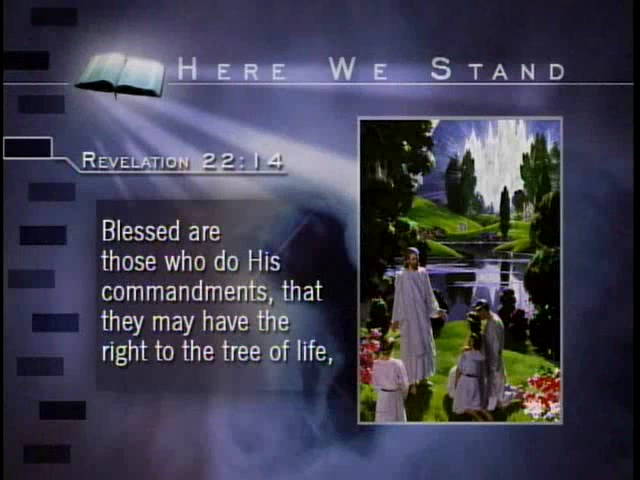 HERE WE STAND
REVELATION 22:14
Blessed are
those who do His
commandments, that
they may have the
right to the tree of life,